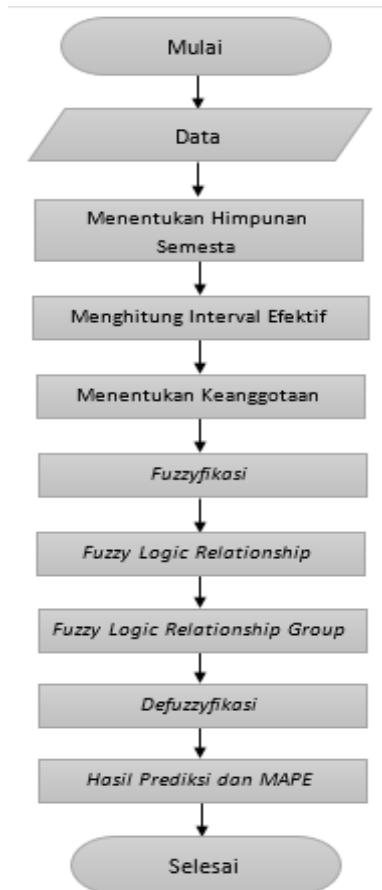 Mulai
Data
Menentukan Himpunan
Semesta
Menghitung Interval Efektif
Menentukan Keanggotaan
Fuzzyfikasi
Fuzzy Logic Relationship
Fuzzy Logic Relationship Group
Defuzzyfikasi
Hasil Prediksi dan MAPE
Selesai